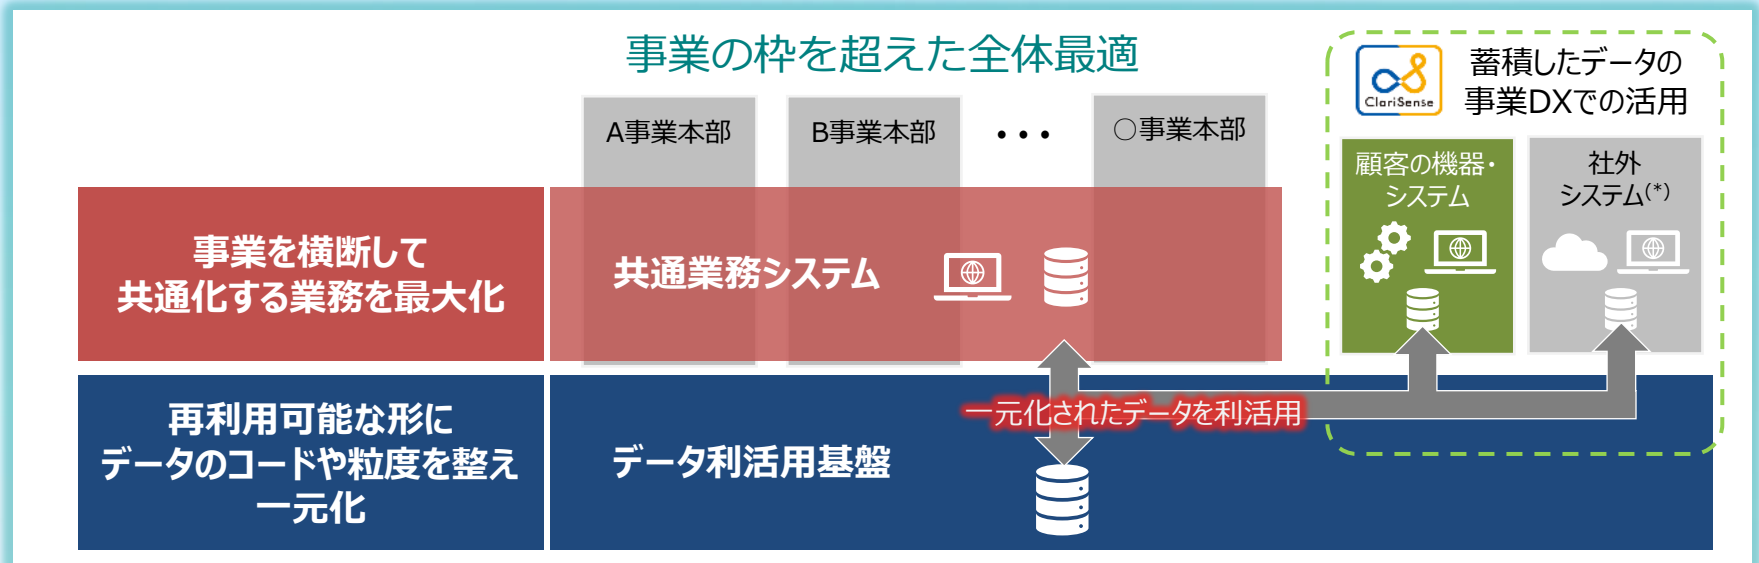 事業の枠を超えた全体最適
A事業本部
B事業本部
・・・
○事業本部
ClariSense
蓄積したデータの
事業DXでの活用
顧客の機器・
システム
社外
システム(*)
事業を横断して
共通化する業務を最大化
共通業務システム
一元化されたデータを利活用
再利用可能な形に
データのコードや粒度を整え
一元化
データ利活用基盤